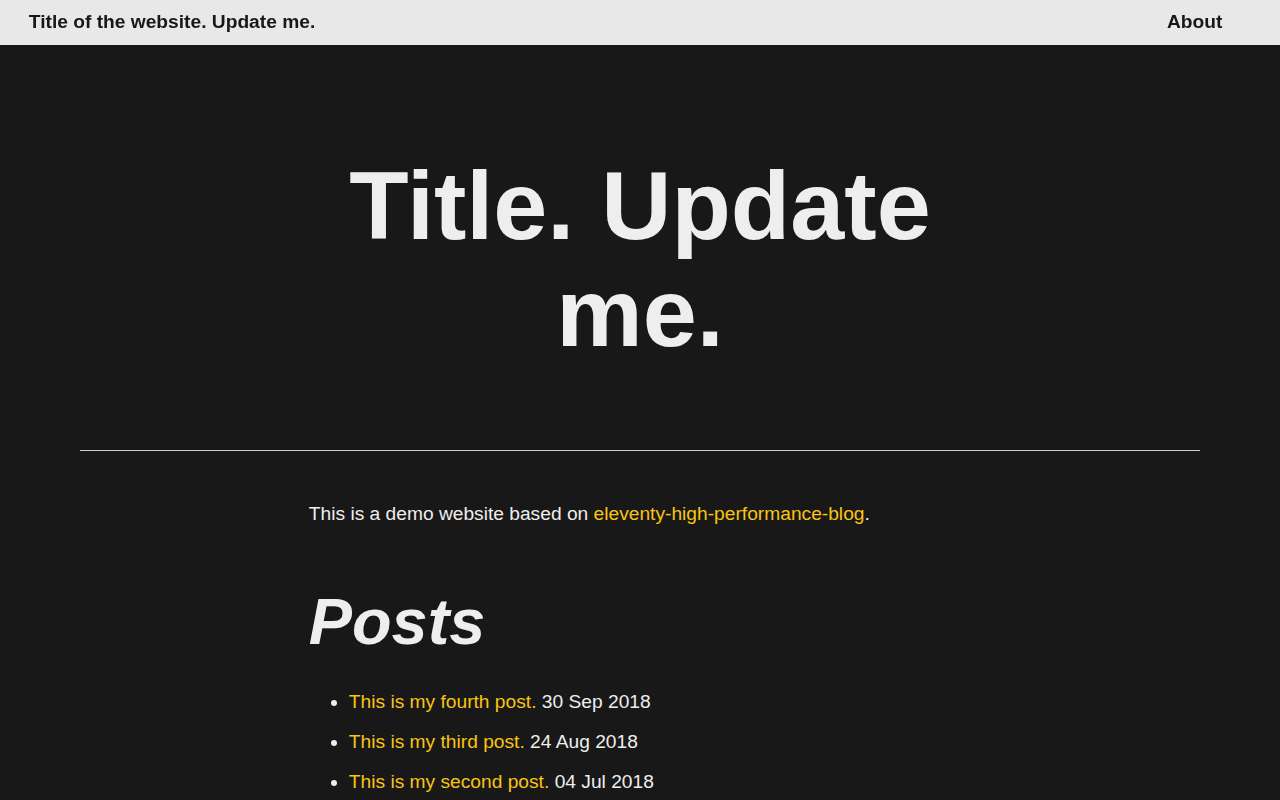 Title of the website. Update me.
About
Title. Update
me.
This is a demo website based on eleventy-high-performance-blog.
Posts
This is my fourth post. 30 Sep 2018
This is my third post. 24 Aug 2018
This is my second post. 04 Jul 2018